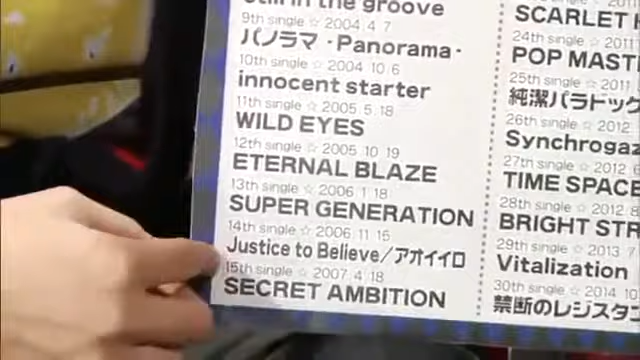 Still in the groove
9th single ☆ 2004. 4. 7
パノラマ -Panorama-
10th single ☆ 2004. 10. 6
innocent starter
11th single ☆ 2005. 5. 18
WILD EYES
12th single ☆ 2005. 10. 19
ETERNAL BLAZE
13th single ☆ 2006. 1. 18
SUPER GENERATION
14th single ☆ 2006. 11. 15
Justice to Believe/アオイイロ
15th single ☆ 2007. 4. 18
SECRET AMBITION
SCARLET
24th single ☆ 2011.
POP MAST
25th single ☆ 2011.
純潔パラドッ
26th single ☆ 2012.
Synchrogaz
27th single ☆ 2012.
TIME SPACE
28th single ☆ 2012.
BRIGHT STR
29th single ☆ 2013. 7
Vitalization
30th single ☆ 2014. 10
禁断のレジスタ